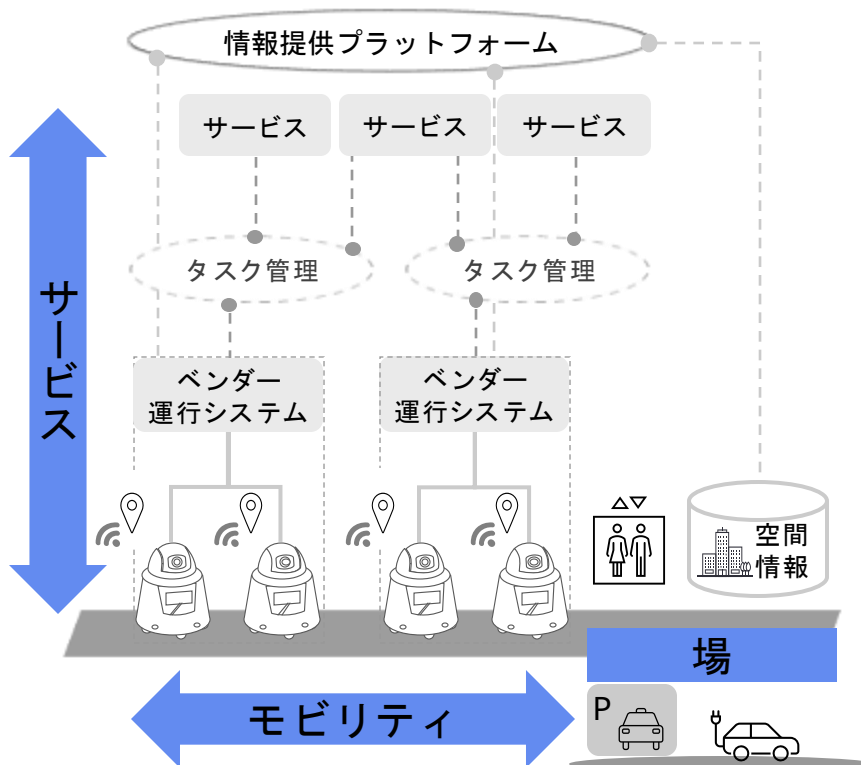 情報提供プラットフォーム
サービス
サービス
サービス
タスク管理
タスク管理
サービス
ベンダー
運行システム
ベンダー
運行システム
空間
情報
場
モビリティ
P